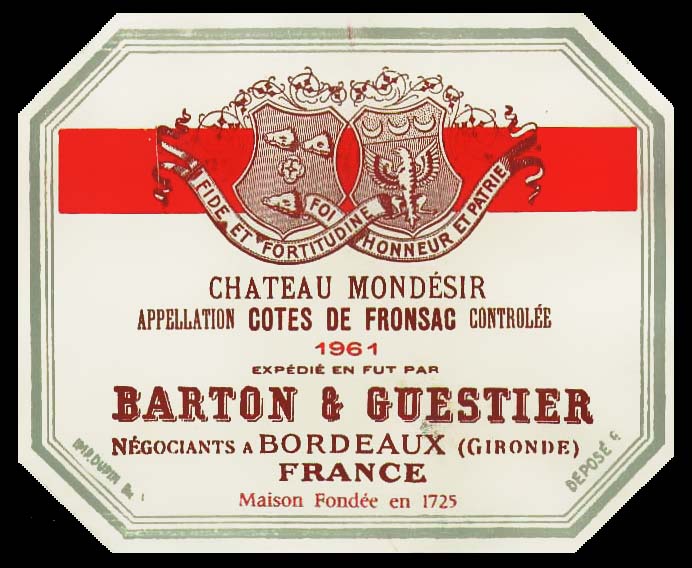 FIDE ET FORTITUDINE
FOI HONNEUR ET PATRIE
CHATEAU MONDÉSIR
APPELLATION COTES DE FRONSAC CONTROLÉE
1961
EXPÉDIÉ EN FUT PAR
BARTON & GUESTIER
NÉGOCIANTS A BORDEAUX (GIRONDE)
FRANCE
Maison Fondée en 1725
DEPOSÉ